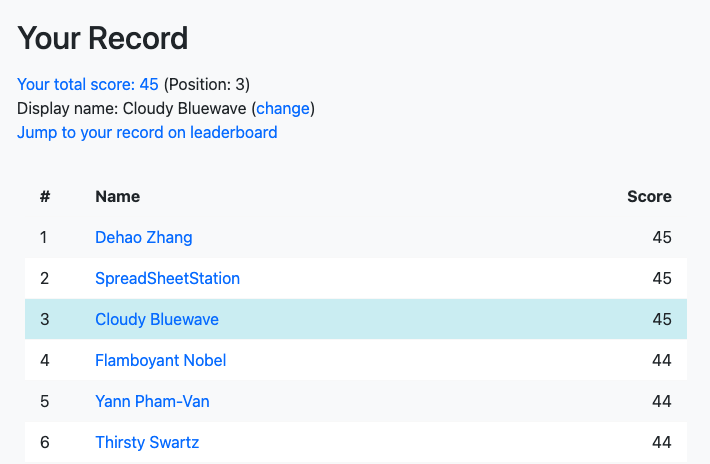 Your Record
Your total score: 45 (Position: 3)
Display name: Cloudy Bluewave (change)
Jump to your record on leaderboard
# Name Score
1 Dehao Zhang 45
2 SpreadSheetStation 45
3 Cloudy Bluewave 45
4 Flamboyant Nobel 44
5 Yann Pham-Van 44
6 Thirsty Swartz 44